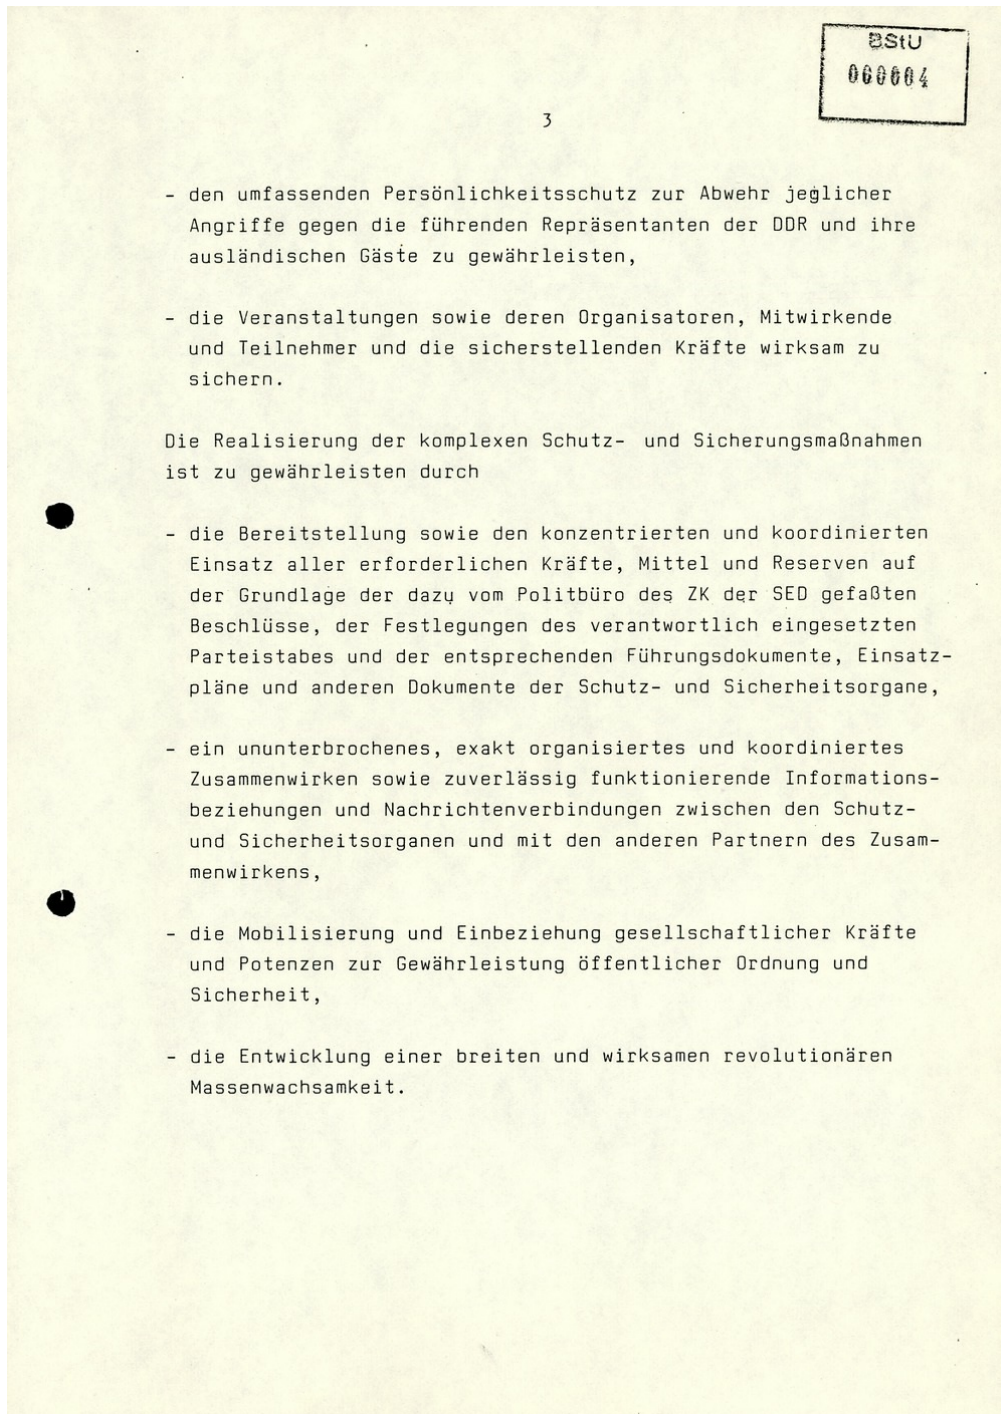 BStU
000004
3
- den umfassenden Persönlichkeitsschutz zur Abwehr jeglicher
Angriffe gegen die führenden Repräsentanten der DDR und ihre
ausländischen Gäste zu gewährleisten,
- die Veranstaltungen sowie deren Organisatoren, Mitwirkende
und Teilnehmer und die sicherstellenden Kräfte wirksam zu
sichern.
Die Realisierung der komplexen Schutz- und Sicherungsmaßnahmen
ist zu gewährleisten durch
- die Bereitstellung sowie den konzentrierten und koordinierten
Einsatz aller erforderlichen Kräfte, Mittel und Reserven auf
der Grundlage der dazu vom Politbüro des ZK der SED gefaßten
Beschlüsse, der Festlegungen des verantwortlich eingesetzten
Parteistabes und der entsprechenden Führungsdokumente, Einsatz-
pläne und anderen Dokumente der Schutz- und Sicherheitsorgane,
- ein ununterbrochenes, exakt organisiertes und koordiniertes
Zusammenwirken sowie zuverlässig funktionierende Informations-
beziehungen und Nachrichtenverbindungen zwischen den Schutz-
und Sicherheitsorganen und mit den anderen Partnern des Zusam-
menwirkens,
- die Mobilisierung und Einbeziehung gesellschaftlicher Kräfte
und Potenzen zur Gewährleistung öffentlicher Ordnung und
Sicherheit,
- die Entwicklung einer breiten und wirksamen revolutionären
Massenwachsamkeit.